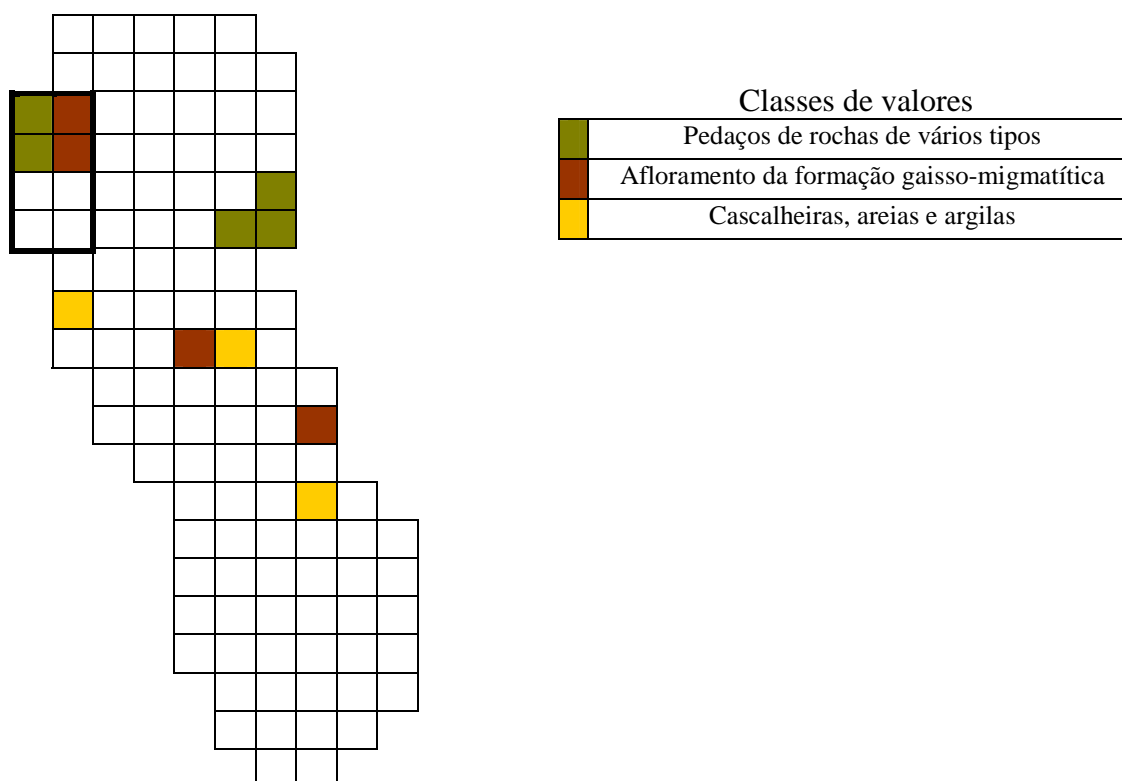 Classes de valores
Pedaços de rochas de vários tipos
Afloramento da formação gaisso-migmatítica
Cascalheiras, areias e argilas